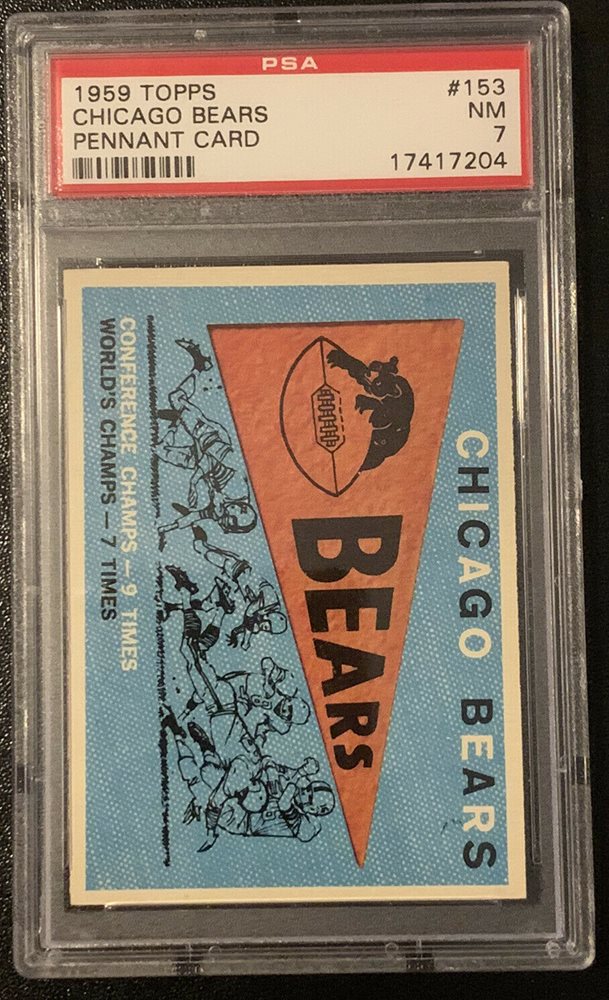 PSA
1959 TOPPS #153
CHICAGO BEARS NM
PENNANT CARD 7
17417204
CHICAGO BEARS
BEARS
CONFERENCE CHAMPS – 9 TIMES
WORLD'S CHAMPS – 7 TIMES